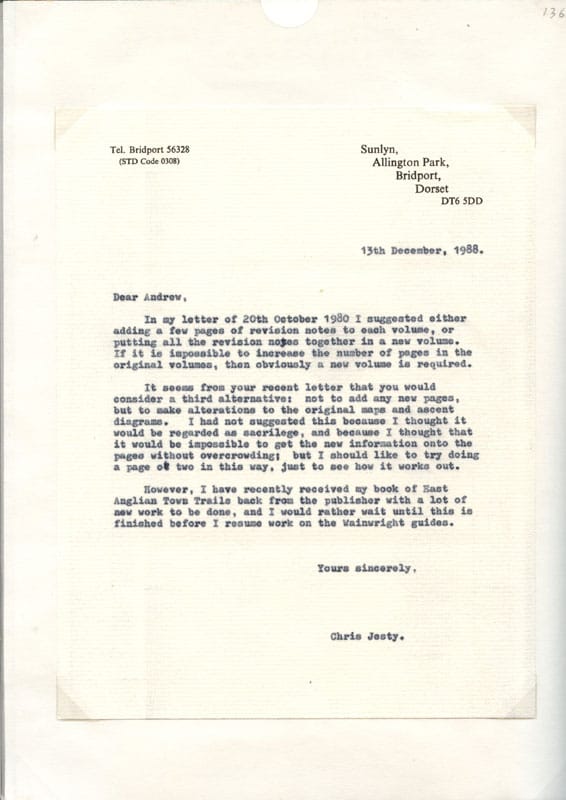 136
Tel. Bridport 56328
(STD Code 0308)
Sunlyn,
Allington Park,
Bridport,
Dorset
DT6 5DD
13th December, 1988.
Dear Andrew,
In my letter of 20th October 1980 I suggested either
adding a few pages of revision notes to each volume, or
putting all the revision notes together in a new volume.
If it is impossible to increase the number of pages in the
original volumes, then obviously a new volume is required.
It seems from your recent letter that you would
consider a third alternative: not to add any new pages,
but to make alterations to the original maps and ascent
diagrams. I had not suggested this because I thought it
would be regarded as sacrilege, and because I thought that
it would be impossible to get the new information onto the
pages without overcrowding; but I should like to try doing
a page or two in this way, just to see how it works out.
However, I have recently received my book of East
Anglian Town Trails back from the publisher with a lot of
new work to be done, and I would rather wait until this is
finished before I resume work on the Wainwright guides.
Yours sincerely,
Chris Jesty.